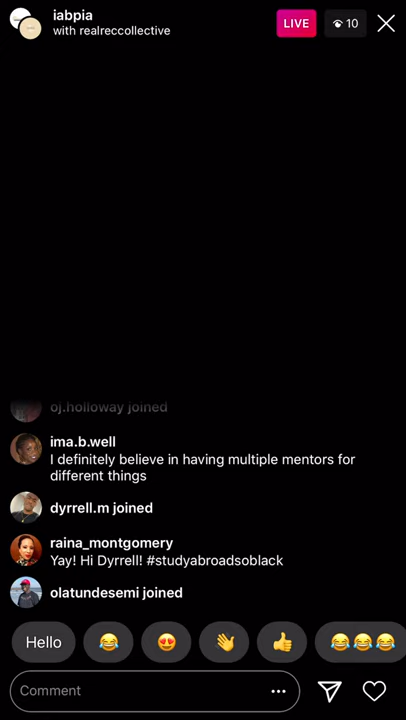 iabpia
with realreccollective
LIVE
10
oj.holloway joined
ima.b.well
I definitely believe in having multiple mentors for
different things
dyrrell.m joined
raina_montgomery
Yay! Hi Dyrrell! #studyabroadsoblack
olatundesemi joined
Hello
Comment